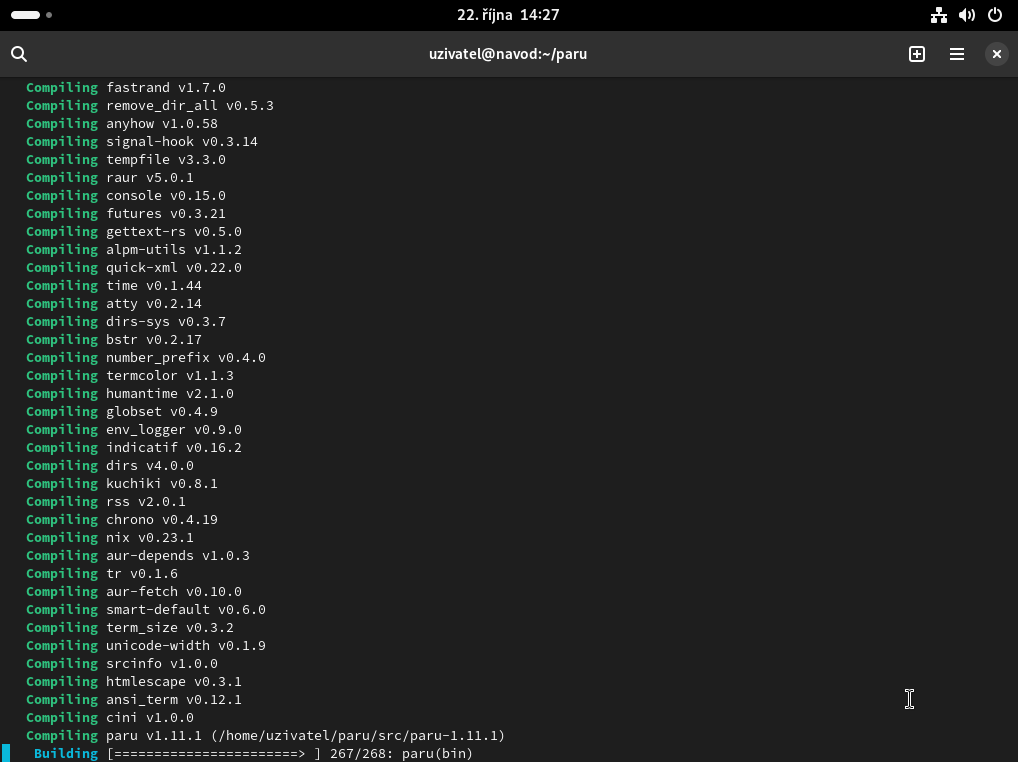 22. října 14:27
uzivatel@navod:~/paru
Compiling fastrand v1.7.0
Compiling remove_dir_all v0.5.3
Compiling anyhow v1.0.58
Compiling signal-hook v0.3.14
Compiling tempfile v3.3.0
Compiling raur v5.0.1
Compiling console v0.15.0
Compiling futures v0.3.21
Compiling gettext-rs v0.5.0
Compiling alpm-utils v1.1.2
Compiling quick-xml v0.22.0
Compiling time v0.1.44
Compiling atty v0.2.14
Compiling dirs-sys v0.3.7
Compiling bstr v0.2.17
Compiling number_prefix v0.4.0
Compiling termcolor v1.1.3
Compiling humantime v2.1.0
Compiling globset v0.4.9
Compiling env_logger v0.9.0
Compiling indicatif v0.16.2
Compiling dirs v4.0.0
Compiling kuchiki v0.8.1
Compiling rss v2.0.1
Compiling chrono v0.4.19
Compiling nix v0.23.1
Compiling aur-depends v1.0.3
Compiling tr v0.1.6
Compiling aur-fetch v0.10.0
Compiling smart-default v0.6.0
Compiling term_size v0.3.2
Compiling unicode-width v0.1.9
Compiling srcinfo v1.0.0
Compiling htmlescape v0.3.1
Compiling ansi_term v0.12.1
Compiling cini v1.0.0
Compiling paru v1.11.1 (/home/uzivatel/paru/src/paru-1.11.1)
Building [=======================> ] 267/268: paru(bin)